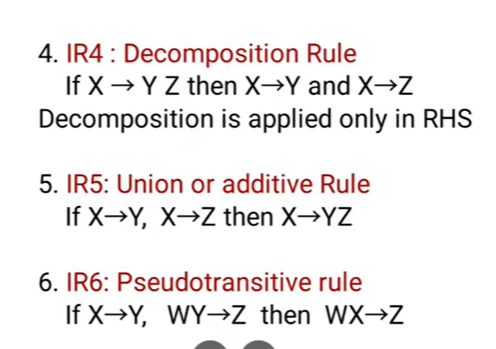 4. IR4 : Decomposition Rule
If X → Y Z then X→Y and X→Z
Decomposition is applied only in RHS
5. IR5: Union or additive Rule
If X→Y, X→Z then X→YZ
6. IR6: Pseudotransitive rule
If X→Y, WY→Z then WX→Z